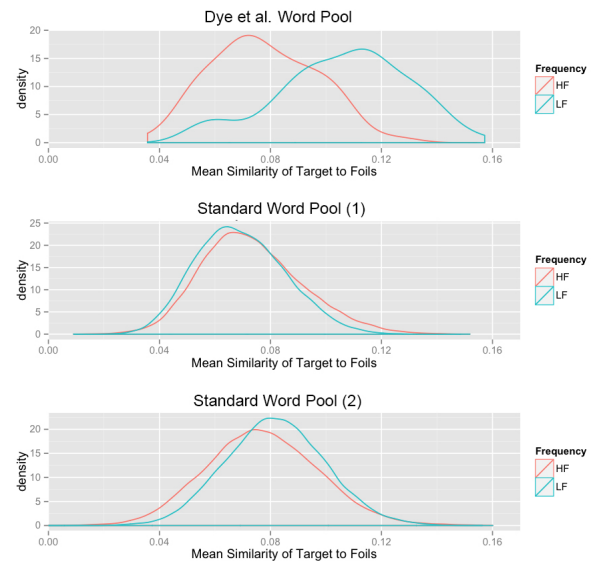 Dye et al. Word Pool
20
15
10
5
0
density
0.00 0.04 0.08 0.12 0.16
Mean Similarity of Target to Foils
Frequency
HF
LF
Standard Word Pool (1)
25
20
15
10
5
0
density
0.00 0.04 0.08 0.12 0.16
Mean Similarity of Target to Foils
Frequency
HF
LF
Standard Word Pool (2)
20
15
10
5
0
density
0.00 0.04 0.08 0.12 0.16
Mean Similarity of Target to Foils
Frequency
HF
LF